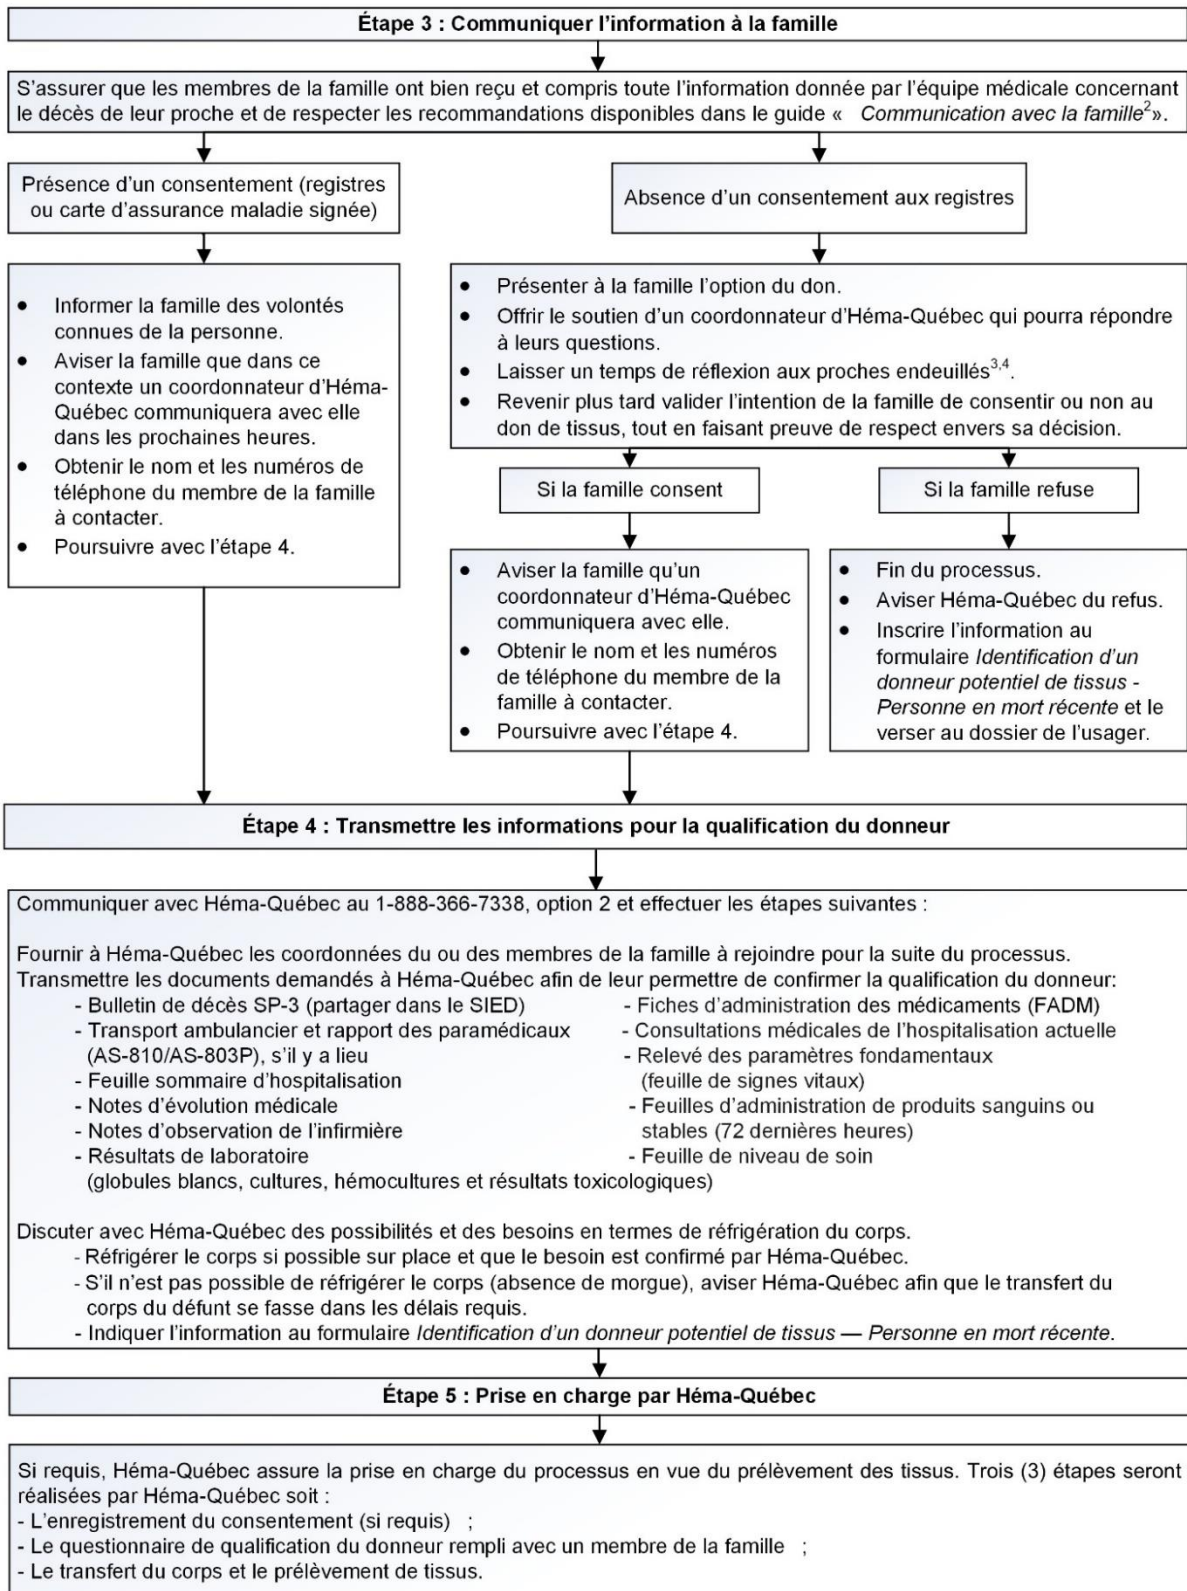 Étape 3 : Communiquer l'information à la famille
S'assurer que les membres de la famille ont bien reçu et compris toute l'information donnée par l'équipe médicale concernant
le décès de leur proche et de respecter les recommandations disponibles dans le guide « Communication avec la famille²».
Présence d'un consentement (registres
ou carte d'assurance maladie signée)
Absence d'un consentement aux registres
• Informer la famille des volontés
connues de la personne.
• Aviser la famille que dans ce
contexte un coordonnateur d'Héma-
Québec communiquera avec elle
dans les prochaines heures.
• Obtenir le nom et les numéros de
téléphone du membre de la famille
à contacter.
• Poursuivre avec l'étape 4.
• Présenter à la famille l'option du don.
• Offrir le soutien d'un coordonnateur d'Héma-Québec qui pourra répondre
à leurs questions.
• Laisser un temps de réflexion aux proches endeuillés³,⁴.
• Revenir plus tard valider l'intention de la famille de consentir ou non au
don de tissus, tout en faisant preuve de respect envers sa décision.
Si la famille consent
Si la famille refuse
• Aviser la famille qu'un
coordonnateur d'Héma-Québec
communiquera avec elle.
• Obtenir le nom et les numéros
de téléphone du membre de la
famille à contacter.
• Poursuivre avec l'étape 4.
• Fin du processus.
• Aviser Héma-Québec du refus.
• Inscrire l'information au
formulaire Identification d'un
donneur potentiel de tissus -
Personne en mort récente et le
verser au dossier de l'usager.
Étape 4 : Transmettre les informations pour la qualification du donneur
Communiquer avec Héma-Québec au 1-888-366-7338, option 2 et effectuer les étapes suivantes :
Fournir à Héma-Québec les coordonnées du ou des membres de la famille à rejoindre pour la suite du processus.
Transmettre les documents demandés à Héma-Québec afin de leur permettre de confirmer la qualification du donneur:
- Bulletin de décès SP-3 (partager dans le SIED)
- Transport ambulancier et rapport des paramédicaux
(AS-810/AS-803P), s'il y a lieu
- Feuille sommaire d'hospitalisation
- Notes d'évolution médicale
- Notes d'observation de l'infirmière
- Résultats de laboratoire
(globules blancs, cultures, hémocultures et résultats toxicologiques)
- Fiches d'administration des médicaments (FADM)
- Consultations médicales de l'hospitalisation actuelle
- Relevé des paramètres fondamentaux
(feuille de signes vitaux)
- Feuilles d'administration de produits sanguins ou
stables (72 dernières heures)
- Feuille de niveau de soin
Discuter avec Héma-Québec des possibilités et des besoins en termes de réfrigération du corps.
- Réfrigérer le corps si possible sur place et que le besoin est confirmé par Héma-Québec.
- S'il n'est pas possible de réfrigérer le corps (absence de morgue), aviser Héma-Québec afin que le transfert du
corps du défunt se fasse dans les délais requis.
- Indiquer l'information au formulaire Identification d'un donneur potentiel de tissus — Personne en mort récente.
Étape 5 : Prise en charge par Héma-Québec
Si requis, Héma-Québec assure la prise en charge du processus en vue du prélèvement des tissus. Trois (3) étapes seront
réalisées par Héma-Québec soit :
- L'enregistrement du consentement (si requis) ;
- Le questionnaire de qualification du donneur rempli avec un membre de la famille ;
- Le transfert du corps et le prélèvement de tissus.